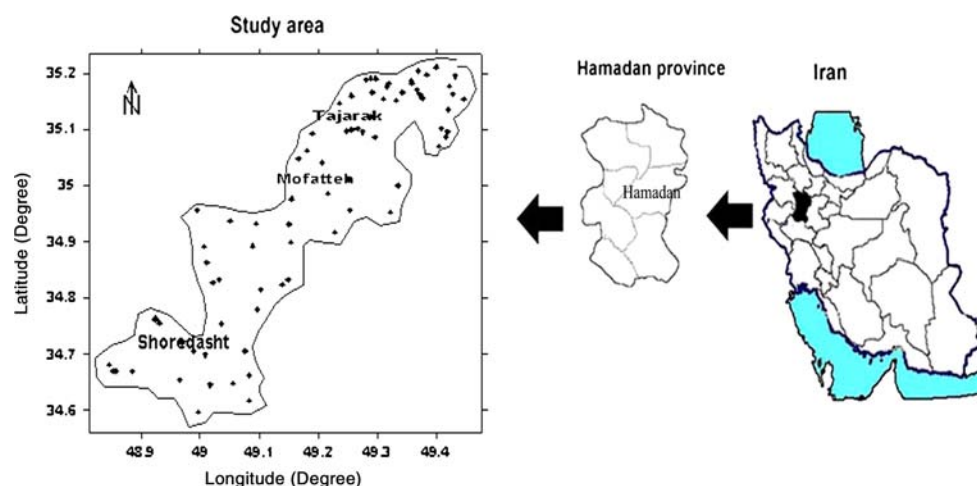 Study area
Hamadan province
Iran
N
35.2
35.1
35
34.9
34.8
34.7
34.6
Latitude (Degree)
Tajarak
Mofatteh
Shoredasht
Hamadan
48.9
49
49.1
49.2
49.3
49.4
Longitude (Degree)